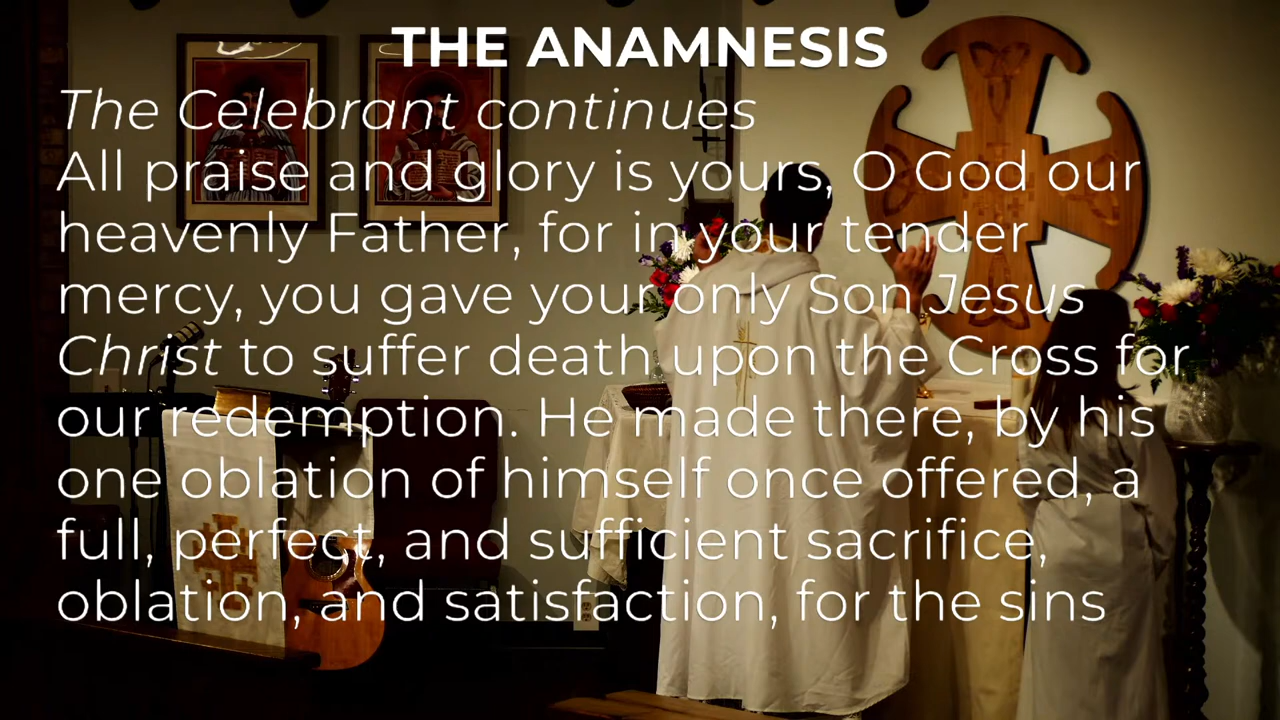 THE ANAMNESIS
The Celebrant continues
All praise and glory is yours, O God our
heavenly Father, for in your tender
mercy, you gave your only Son Jesus
Christ to suffer death upon the Cross for
our redemption. He made there, by his
one oblation of himself once offered, a
full, perfect, and sufficient sacrifice,
oblation, and satisfaction, for the sins